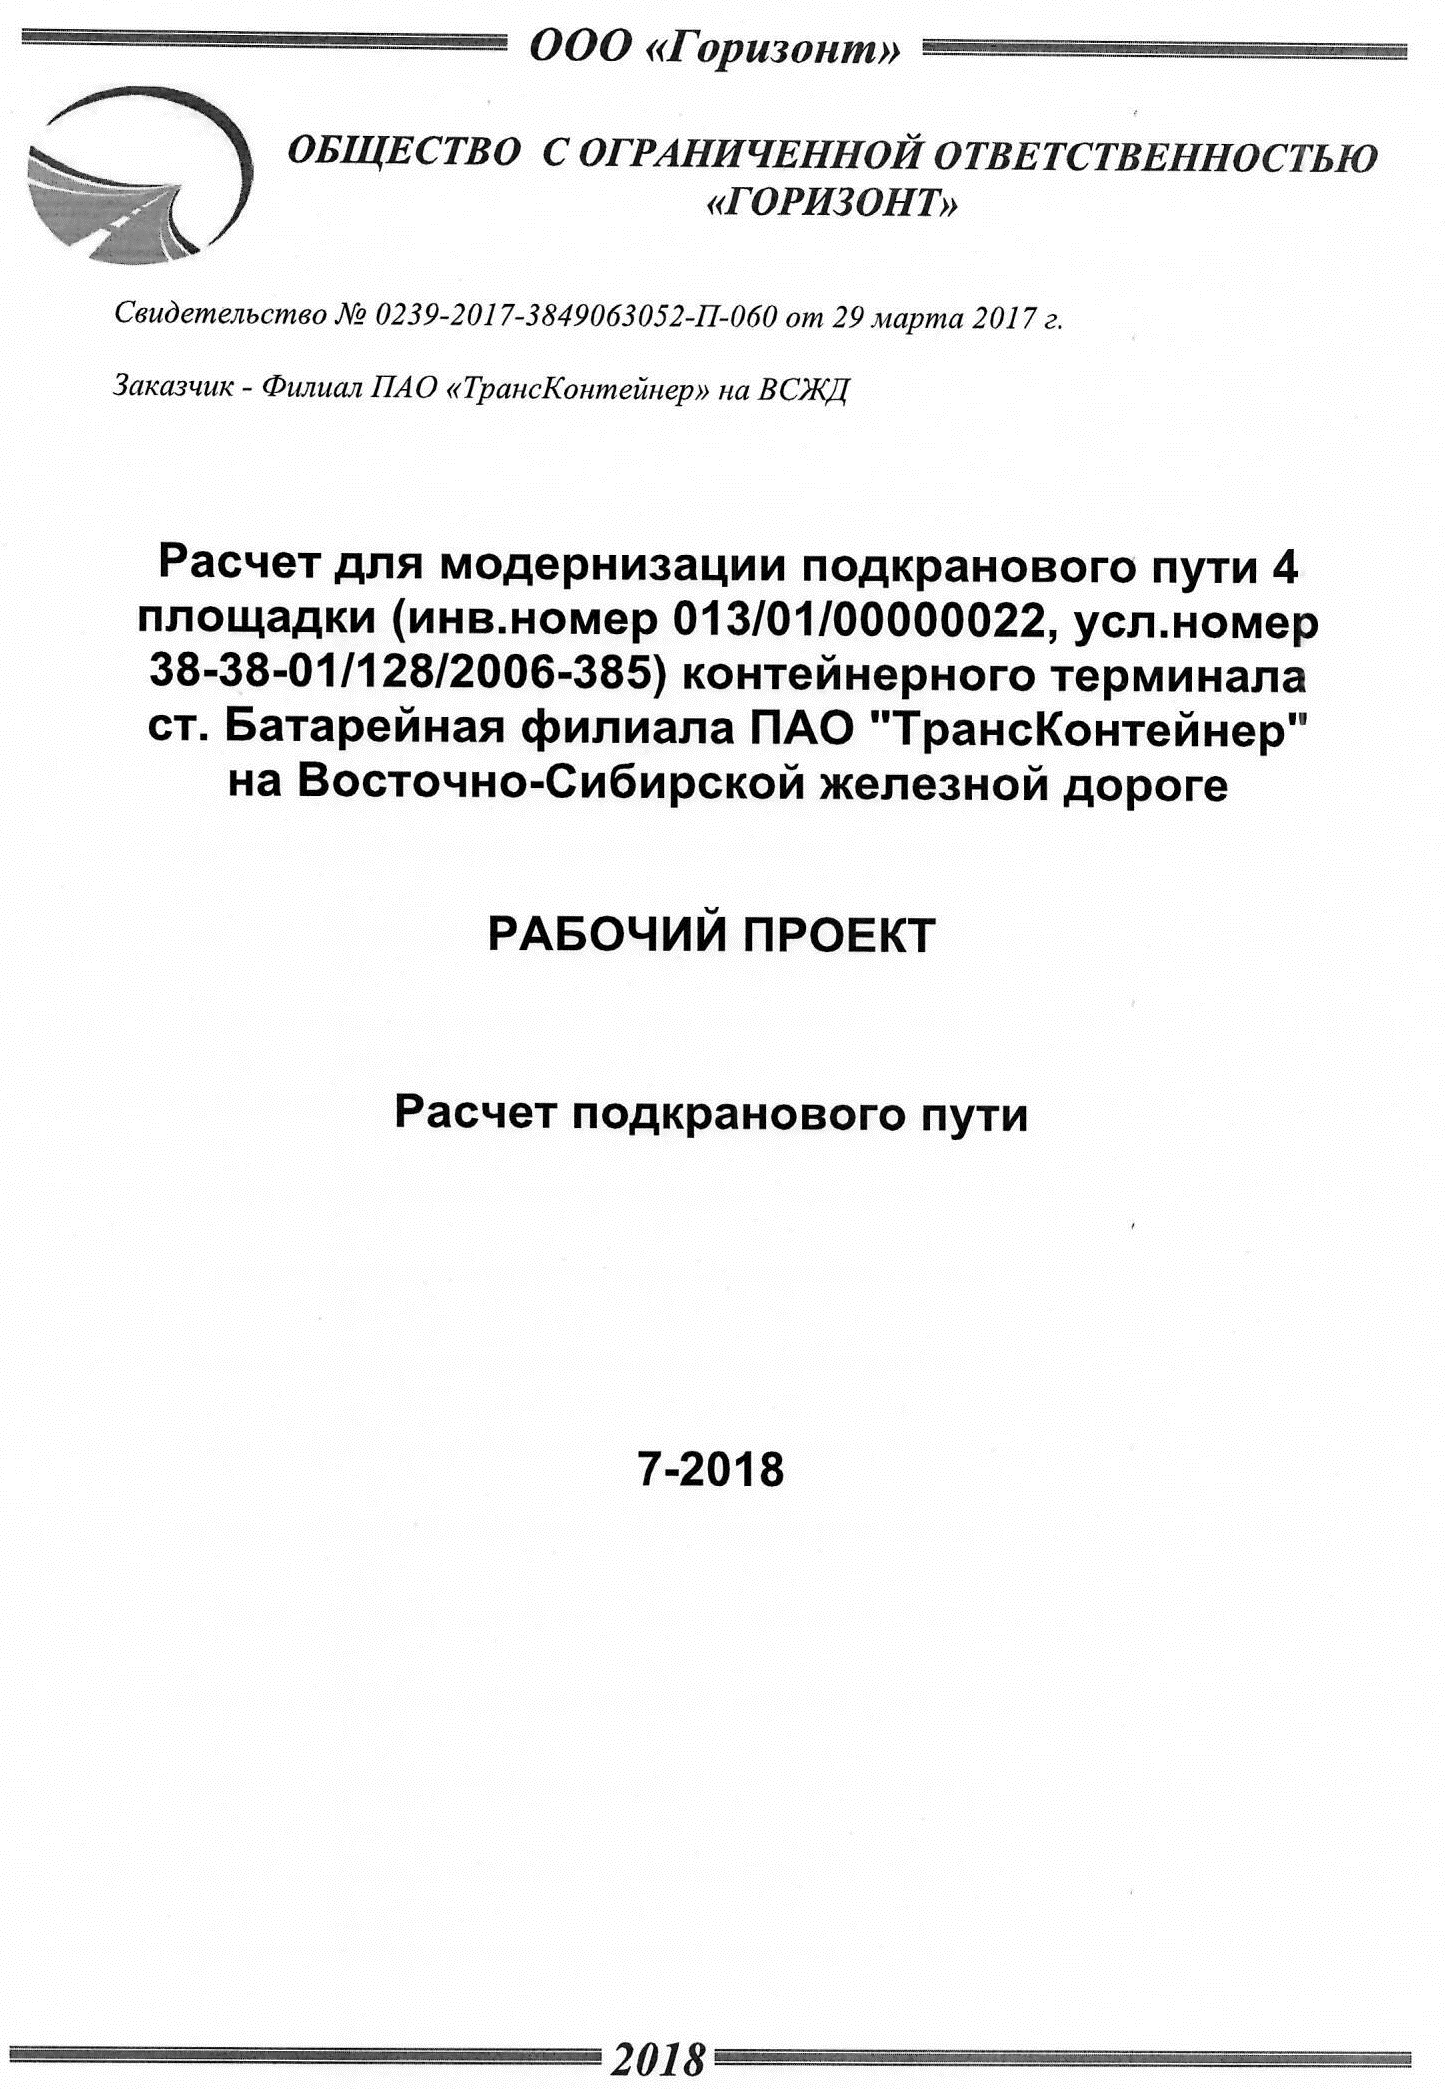 ООО «Горизонт»
ОБЩЕСТВО С ОГРАНИЧЕННОЙ ОТВЕТСТВЕННОСТЬЮ
«ГОРИЗОНТ»
Свидетельство № 0239-2017-3849063052-П-060 от 29 марта 2017 г.
Заказчик - Филиал ПАО «ТрансКонтейнер» на ВСЖД
Расчет для модернизации подкранового пути 4
площадки (инв.номер 013/01/00000022, усл.номер
38-38-01/128/2006-385) контейнерного терминала
ст. Батарейная филиала ПАО "ТрансКонтейнер"
на Восточно-Сибирской железной дороге
РАБОЧИЙ ПРОЕКТ
Расчет подкранового пути
7-2018
2018